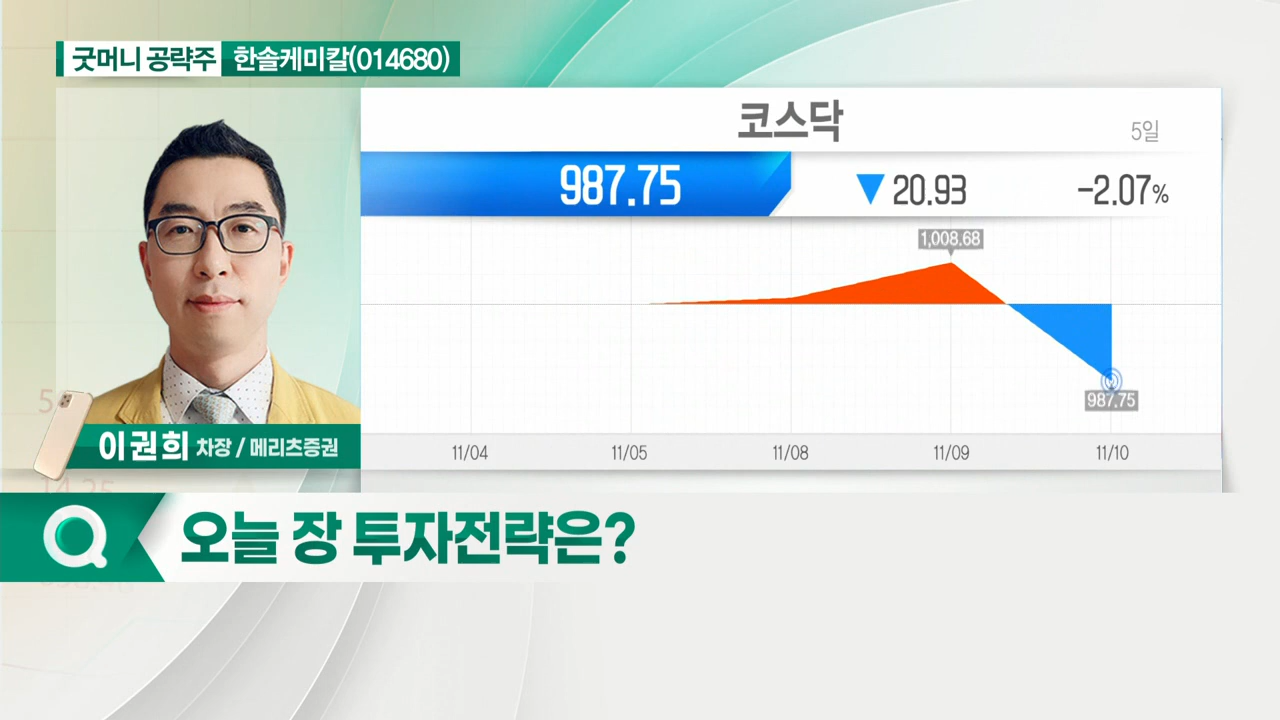 굿머니 공략주 한솔케미칼(014680)
코스닥
5일
987.75 ▼20.93 -2.07%
1,008.68
987.75
11/04 11/05 11/08 11/09 11/10
이권희 차장 / 메리츠증권
Q 오늘 장 투자전략은?